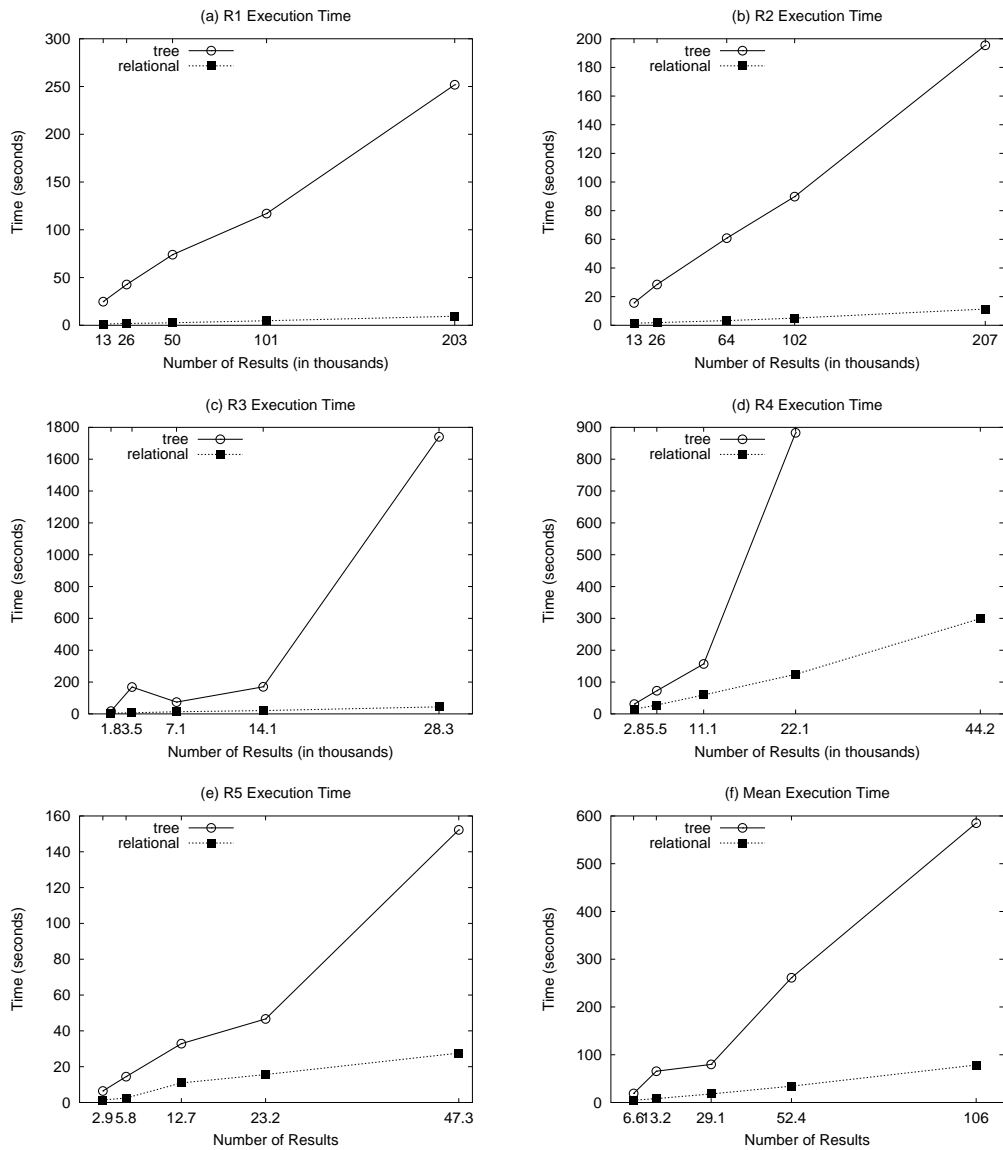 (a) R1 Execution Time
300
250
200
150
100
50
0
Time (seconds)
tree
relational
13 26 50 101 203
Number of Results (in thousands)
(b) R2 Execution Time
200
180
160
140
120
100
80
60
40
20
0
Time (seconds)
tree
relational
13 26 64 102 207
Number of Results (in thousands)
(c) R3 Execution Time
1800
1600
1400
1200
1000
800
600
400
200
0
Time (seconds)
tree
relational
1.8 3.5 7.1 14.1 28.3
Number of Results (in thousands)
(d) R4 Execution Time
900
800
700
600
500
400
300
200
100
0
Time (seconds)
tree
relational
2.8 5.5 11.1 22.1 44.2
Number of Results (in thousands)
(e) R5 Execution Time
160
140
120
100
80
60
40
20
0
Time (seconds)
tree
relational
2.9 5.8 12.7 23.2 47.3
Number of Results
(f) Mean Execution Time
600
500
400
300
200
100
0
Time (seconds)
tree
relational
6.6 13.2 29.1 52.4 106
Number of Results